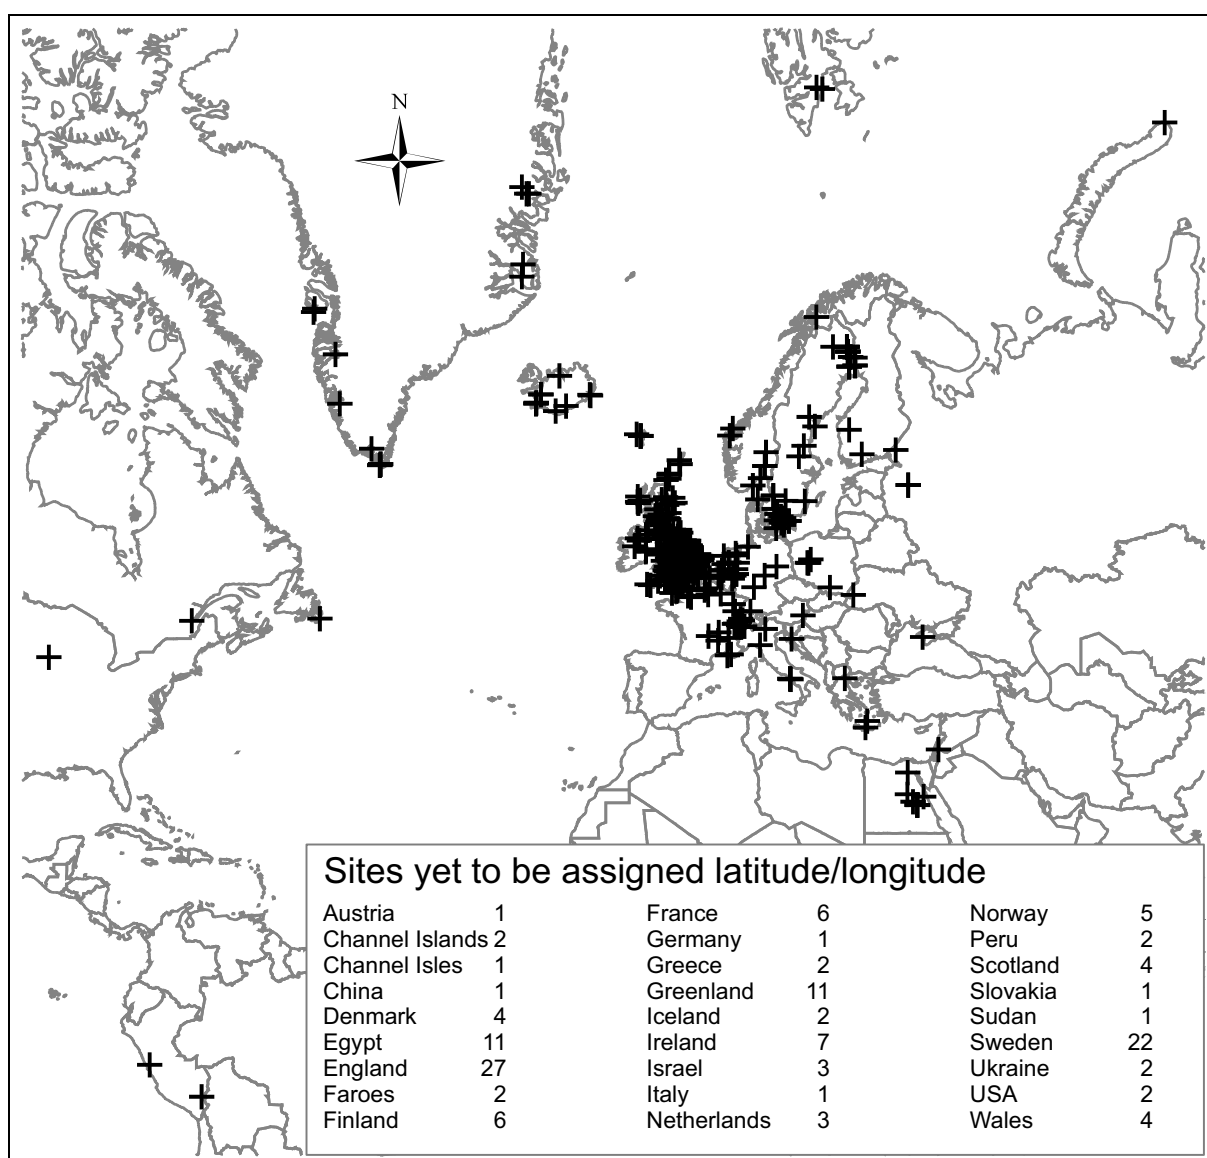 N
Sites yet to be assigned latitude/longitude
Austria 1
Channel Islands 2
Channel Isles 1
China 1
Denmark 4
Egypt 11
England 27
Faroes 2
Finland 6
France 6
Germany 1
Greece 2
Greenland 11
Iceland 2
Ireland 7
Israel 3
Italy 1
Netherlands 3
Norway 5
Peru 2
Scotland 4
Slovakia 1
Sudan 1
Sweden 22
Ukraine 2
USA 2
Wales 4